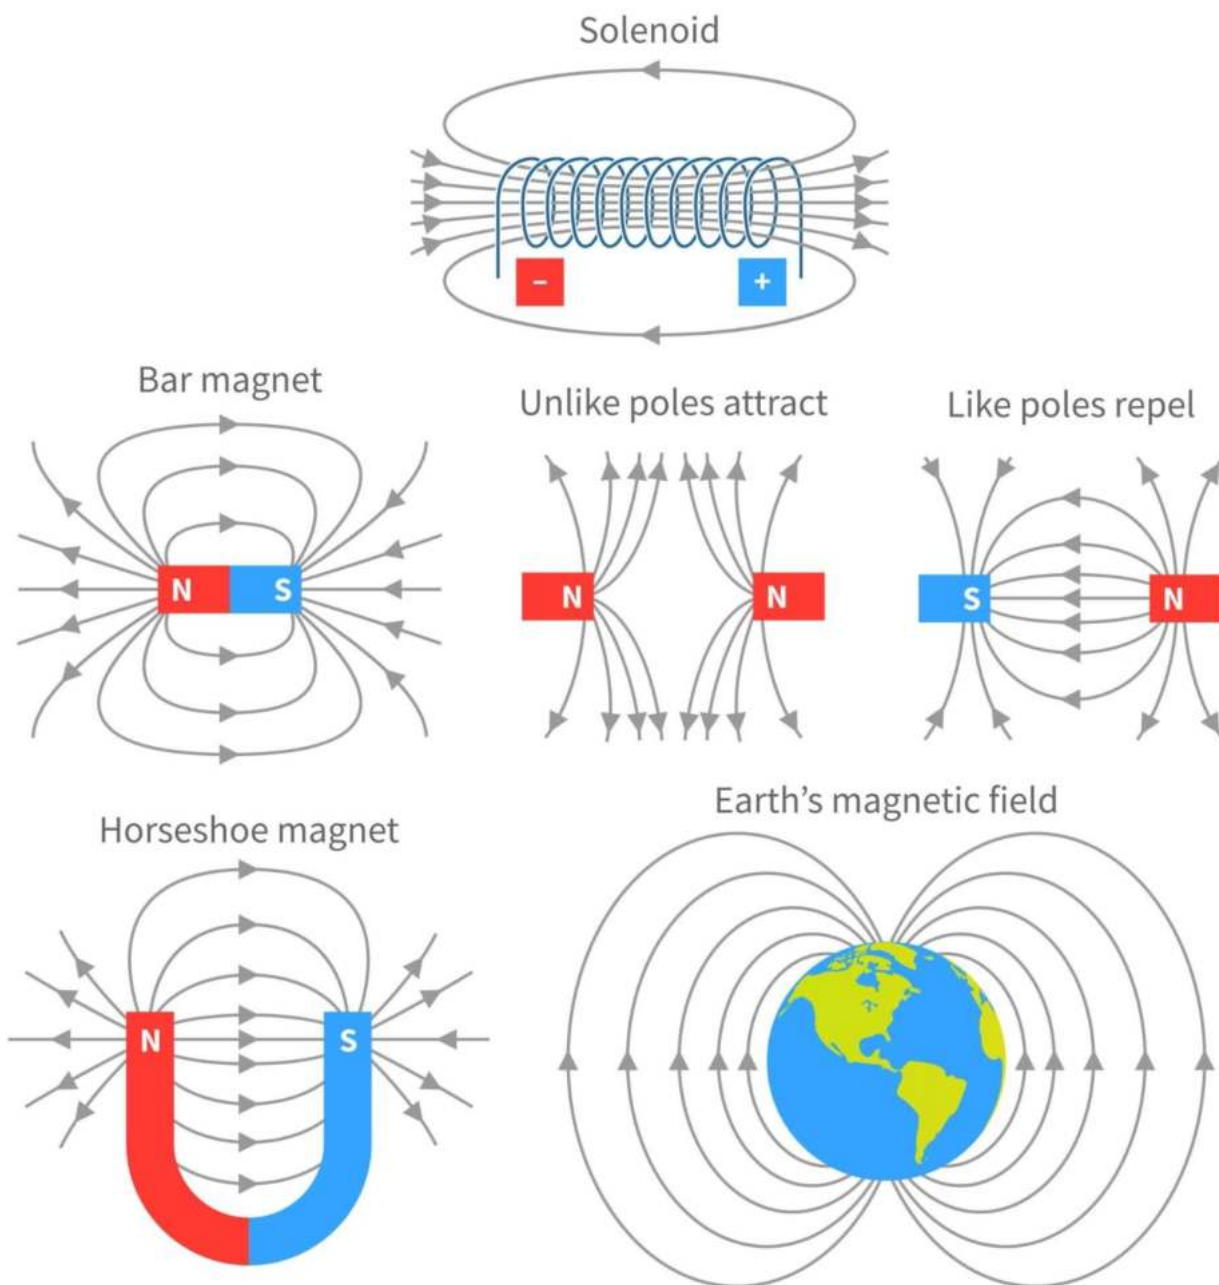 Solenoid
− +
Bar magnet
Unlike poles attract
Like poles repel
N S
N N
S N
Horseshoe magnet
Earth’s magnetic field
N S